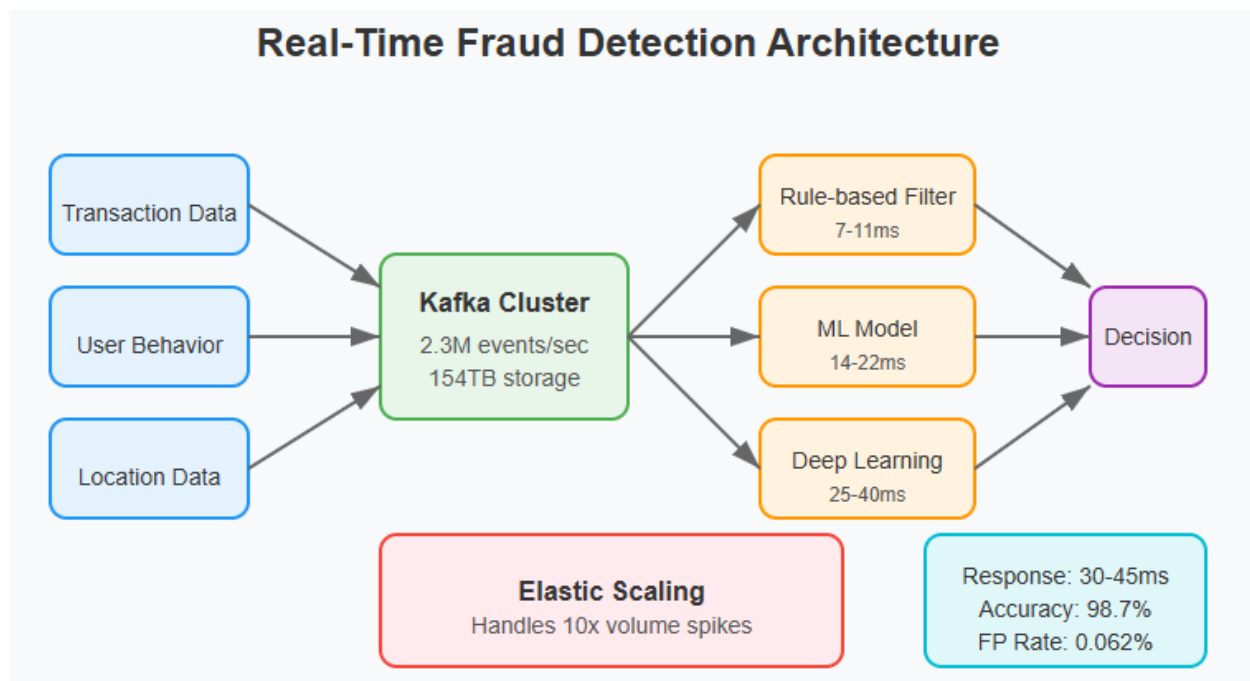 Real-Time Fraud Detection Architecture
Transaction Data
User Behavior
Location Data
Kafka Cluster
2.3M events/sec
154TB storage
Rule-based Filter
7-11ms
ML Model
14-22ms
Deep Learning
25-40ms
Decision
Elastic Scaling
Handles 10x volume spikes
Response: 30-45ms
Accuracy: 98.7%
FP Rate: 0.062%